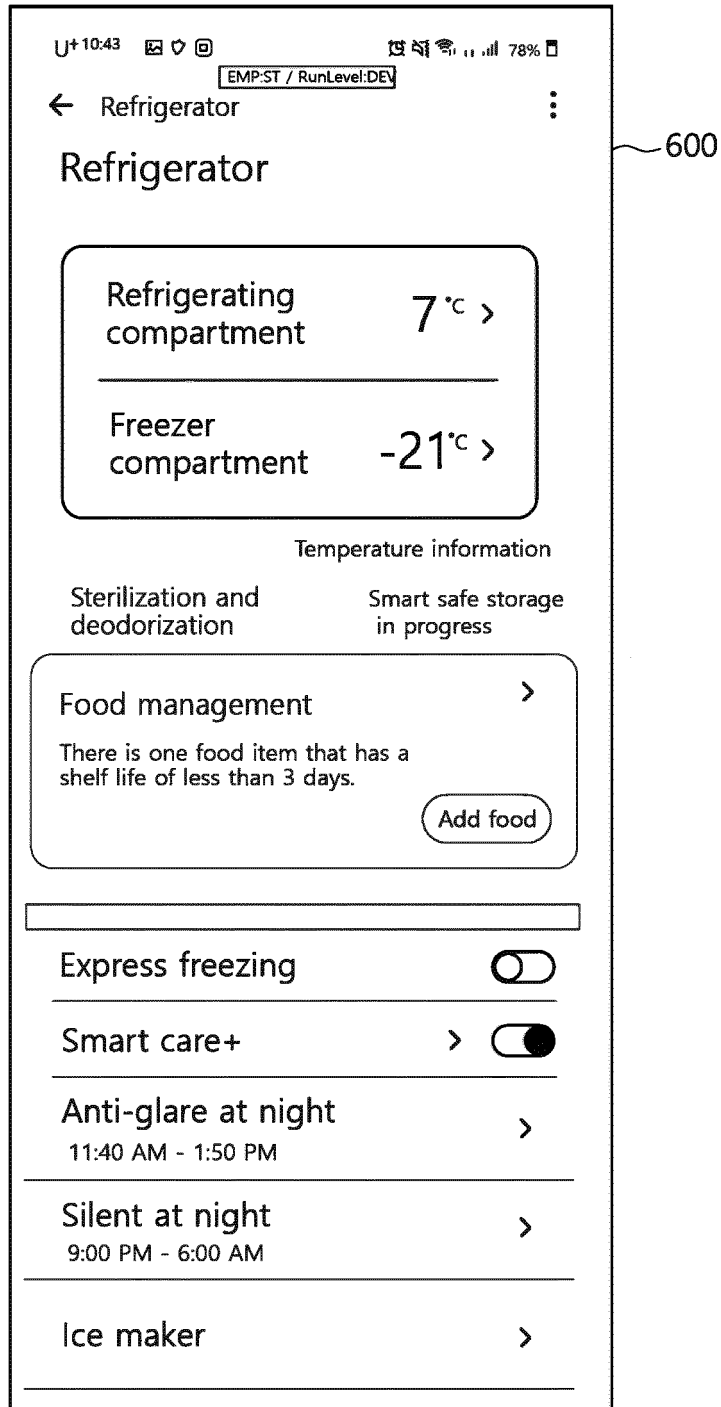 U+ 10:43 78%
EMP:ST / RunLevel:DEV
Refrigerator
600
Refrigerator
Refrigerating
compartment
7 °C
Freezer
compartment
-21°C
Temperature information
Sterilization and
deodorization
Smart safe storage
in progress
Food management
There is one food item that has a
shelf life of less than 3 days.
Add food
Express freezing
Smart care+
Anti-glare at night
11:40 AM - 1:50 PM
Silent at night
9:00 PM - 6:00 AM
Ice maker